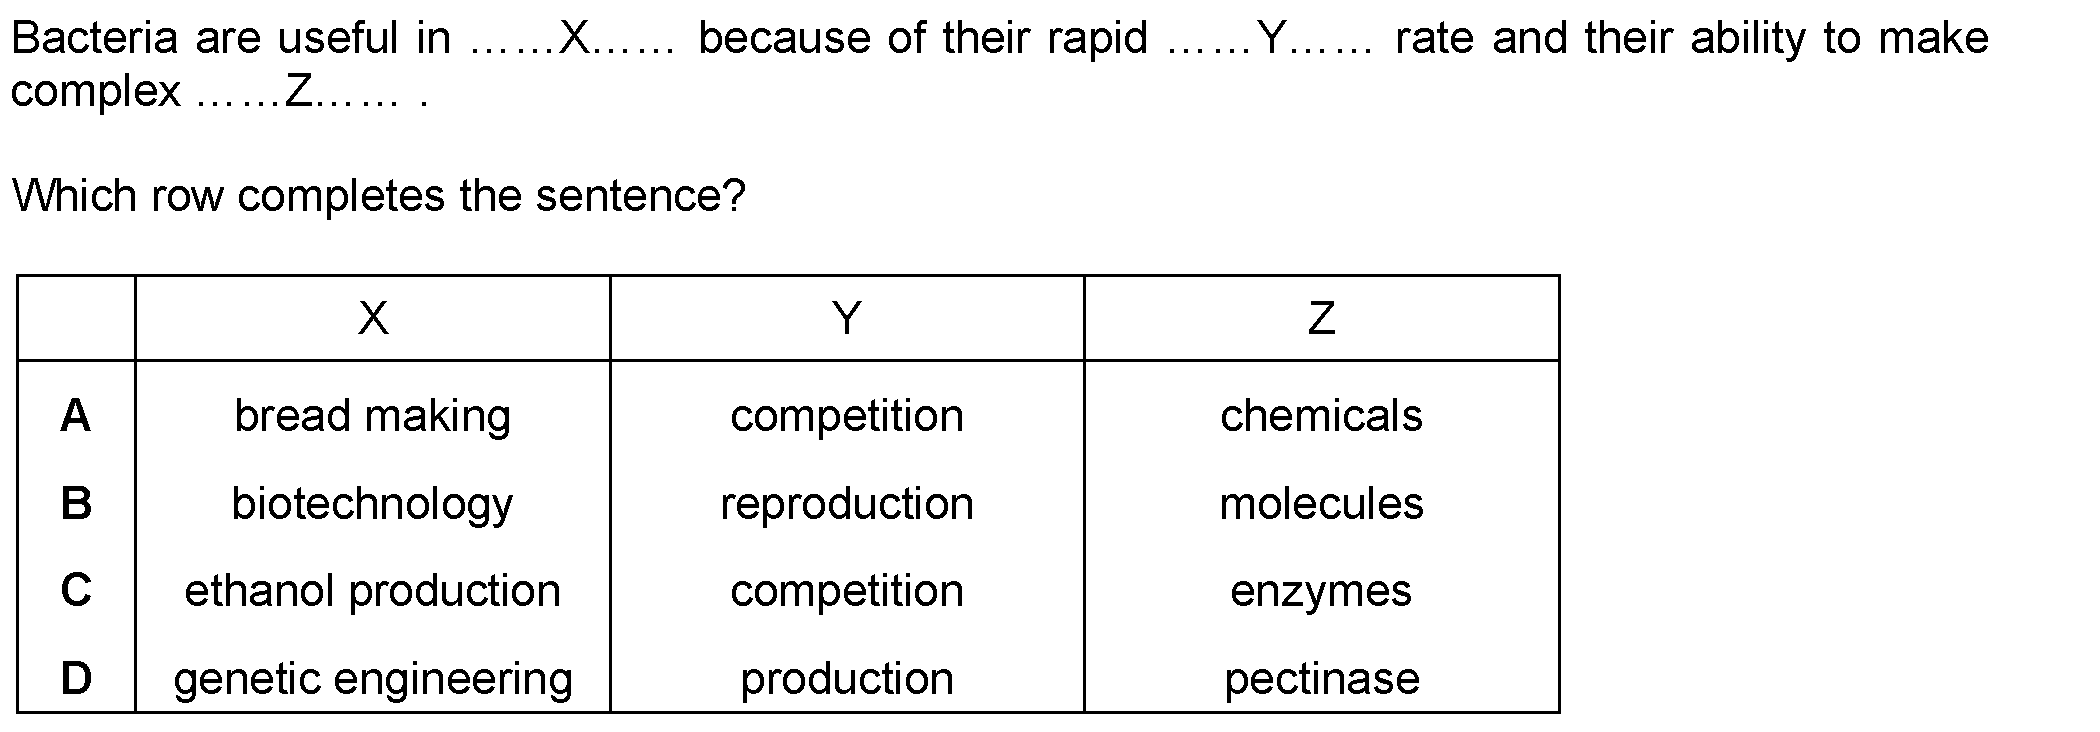 Bacteria are useful in ……X…… because of their rapid ……Y…… rate and their ability to make
complex ……Z…… .
Which row completes the sentence?
X Y Z
A bread making competition chemicals
B biotechnology reproduction molecules
C ethanol production competition enzymes
D genetic engineering production pectinase